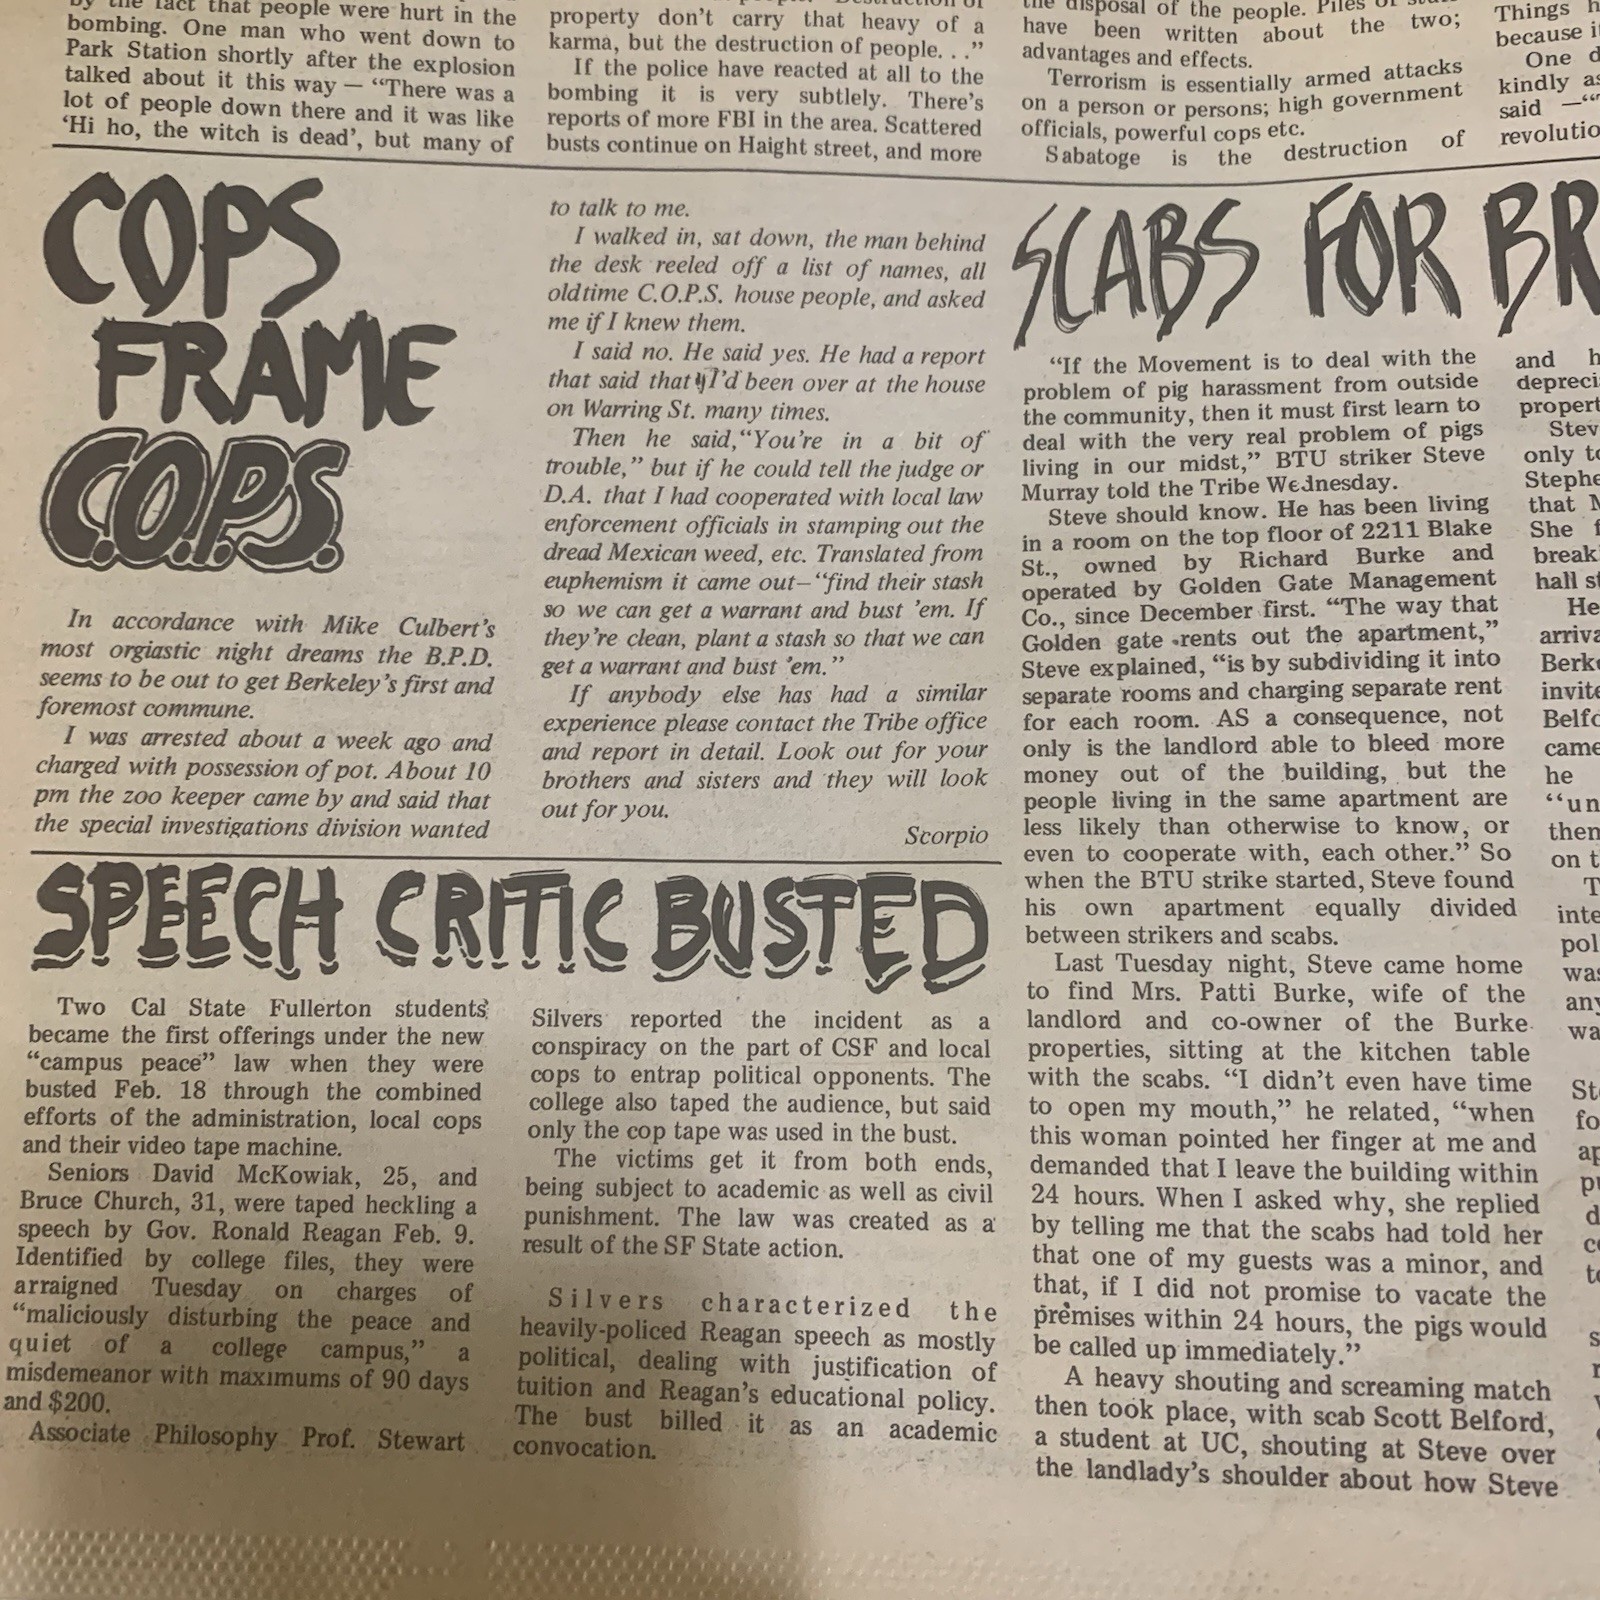 by the fact that people were hurt in the
bombing. One man who went down to
Park Station shortly after the explosion
talked about it this way — “There was a
lot of people down there and it was like
‘Hi ho, the witch is dead’, but many of
property don’t carry that heavy of a
karma, but the destruction of people. . .”
If the police have reacted at all to the
bombing it is very subtlely. There’s
reports of more FBI in the area. Scattered
busts continue on Haight street, and more
the disposal of the people. Piles of
have been written about the two;
advantages and effects.
Terrorism is essentially armed attacks
on a person or persons; high government
officials, powerful cops etc.
Sabatoge is the destruction of
Things
because
One
kindly
said —“
COPS
FRAME
C.O.P.S.
In accordance with Mike Culbert’s
most orgiastic night dreams the B.P.D.
seems to be out to get Berkeley’s first and
foremost commune.
I was arrested about a week ago and
charged with possession of pot. About 10
pm the zoo keeper came by and said that
the special investigations division wanted
to talk to me.
I walked in, sat down, the man behind
the desk reeled off a list of names, all
oldtime C.O.P.S. house people, and asked
me if I knew them.
I said no. He said yes. He had a report
that said that I’d been over at the house
on Warring St. many times.
Then he said,“You’re in a bit of
trouble,” but if he could tell the judge or
D.A. that I had cooperated with local law
enforcement officials in stamping out the
dread Mexican weed, etc. Translated from
euphemism it came out–“find their stash
so we can get a warrant and bust ’em. If
they’re clean, plant a stash so that we can
get a warrant and bust ’em.”
If anybody else has had a similar
experience please contact the Tribe office
and report in detail. Look out for your
brothers and sisters and they will look
out for you.
Scorpio
SPEECH CRITIC BUSTED
Two Cal State Fullerton students
became the first offerings under the new
“campus peace” law when they were
busted Feb. 18 through the combined
efforts of the administration, local cops
and their video tape machine.
Seniors David McKowiak, 25, and
Bruce Church, 31, were taped heckling a
speech by Gov. Ronald Reagan Feb. 9.
Identified by college files, they were
arraigned Tuesday on charges of
“maliciously disturbing the peace and
quiet of a college campus,” a
misdemeanor with maximums of 90 days
and $200.
Associate Philosophy Prof. Stewart
Silvers reported the incident as a
conspiracy on the part of CSF and local
cops to entrap political opponents. The
college also taped the audience, but said
only the cop tape was used in the bust.
The victims get it from both ends,
being subject to academic as well as civil
punishment. The law was created as a
result of the SF State action.
Silvers characterized the
heavily-policed Reagan speech as mostly
political, dealing with justification of
tuition and Reagan’s educational policy.
The bust billed it as an academic
convocation.
SCABS FOR BR
“If the Movement is to deal with the
problem of pig harassment from outside
the community, then it must first learn to
deal with the very real problem of pigs
living in our midst,” BTU striker Steve
Murray told the Tribe Wednesday.
Steve should know. He has been living
in a room on the top floor of 2211 Blake
St., owned by Richard Burke and
operated by Golden Gate Management
Co., since December first. “The way that
Golden gate rents out the apartment,”
Steve explained, “is by subdividing it into
separate rooms and charging separate rent
for each room. AS a consequence, not
only is the landlord able to bleed more
money out of the building, but the
people living in the same apartment are
less likely than otherwise to know, or
even to cooperate with, each other.” So
when the BTU strike started, Steve found
his own apartment equally divided
between strikers and scabs.
Last Tuesday night, Steve came home
to find Mrs. Patti Burke, wife of the
landlord and co-owner of the Burke
properties, sitting at the kitchen table
with the scabs. “I didn’t even have time
to open my mouth,” he related, “when
this woman pointed her finger at me and
demanded that I leave the building within
24 hours. When I asked why, she replied
by telling me that the scabs had told her
that one of my guests was a minor, and
that, if I did not promise to vacate the
premises within 24 hours, the pigs would
be called up immediately.”
A heavy shouting and screaming match
then took place, with scab Scott Belford,
a student at UC, shouting at Steve over
the landlady’s shoulder about how Steve
and
only
that
She
He
came
he
on